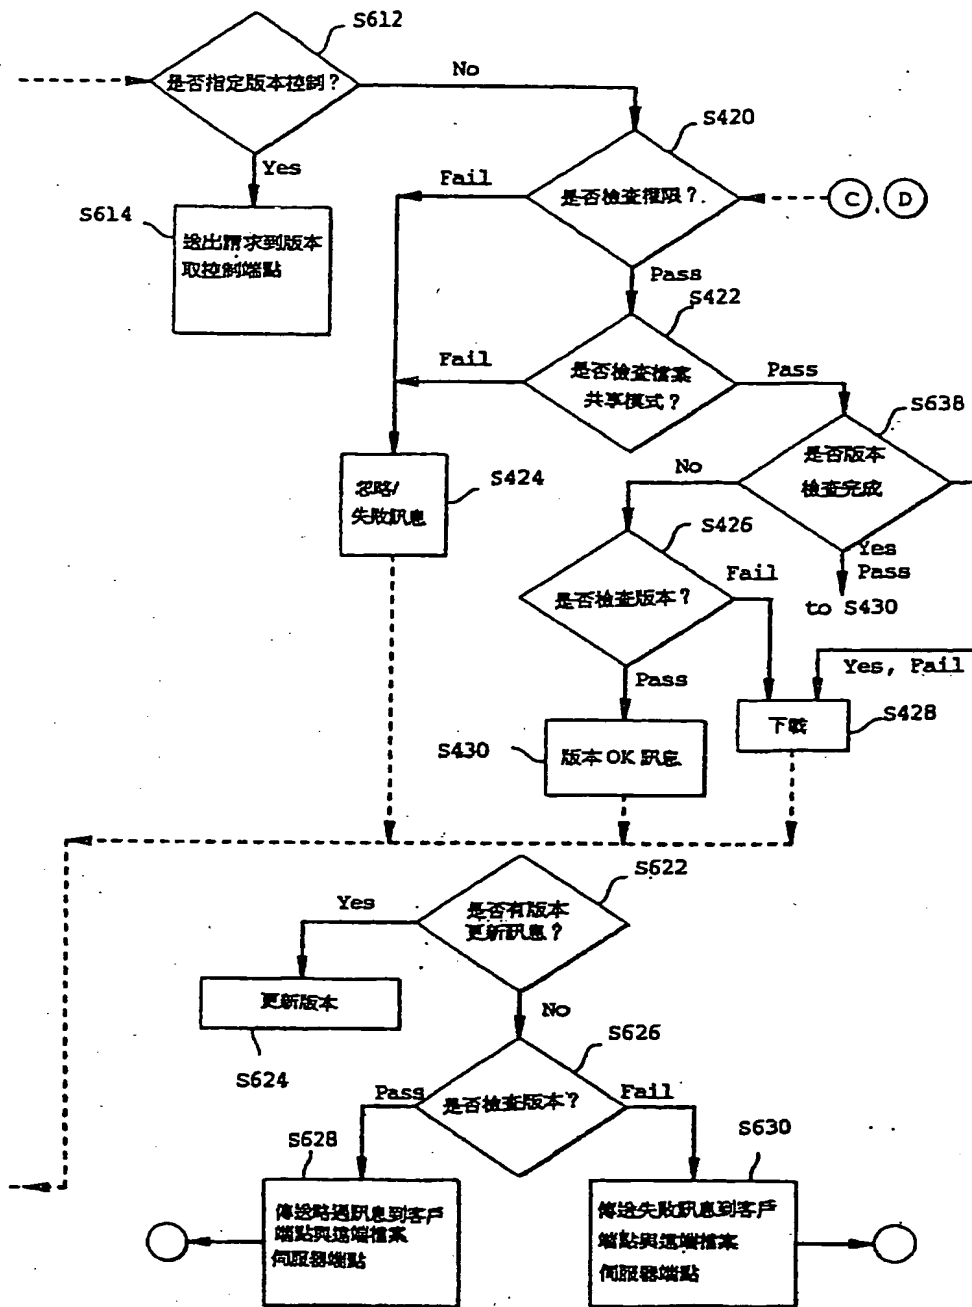 S612
是否指定版本控制？
No
Yes
S420
Fail
是否檢查權限？
C, D
S614
送出請求到版本
取控制端點
Pass
S422
Fail
是否檢查檔案
共享模式？
Pass
S638
是否版本
檢查完成
No
忽略/
失敗訊息
S424
S426
是否檢查版本？
Fail
Yes
Pass
to S430
Yes, Fail
Pass
S430
版本 OK 訊息
下載
S428
S622
Yes
是否有版本
更新訊息？
更新版本
No
S624
S626
Pass
是否檢查版本？
Fail
S628
S630
傳送略過訊息到客戶
端點與遠端檔案
伺服器端點
傳送失敗訊息到客戶
端點與遠端檔案
伺服器端點